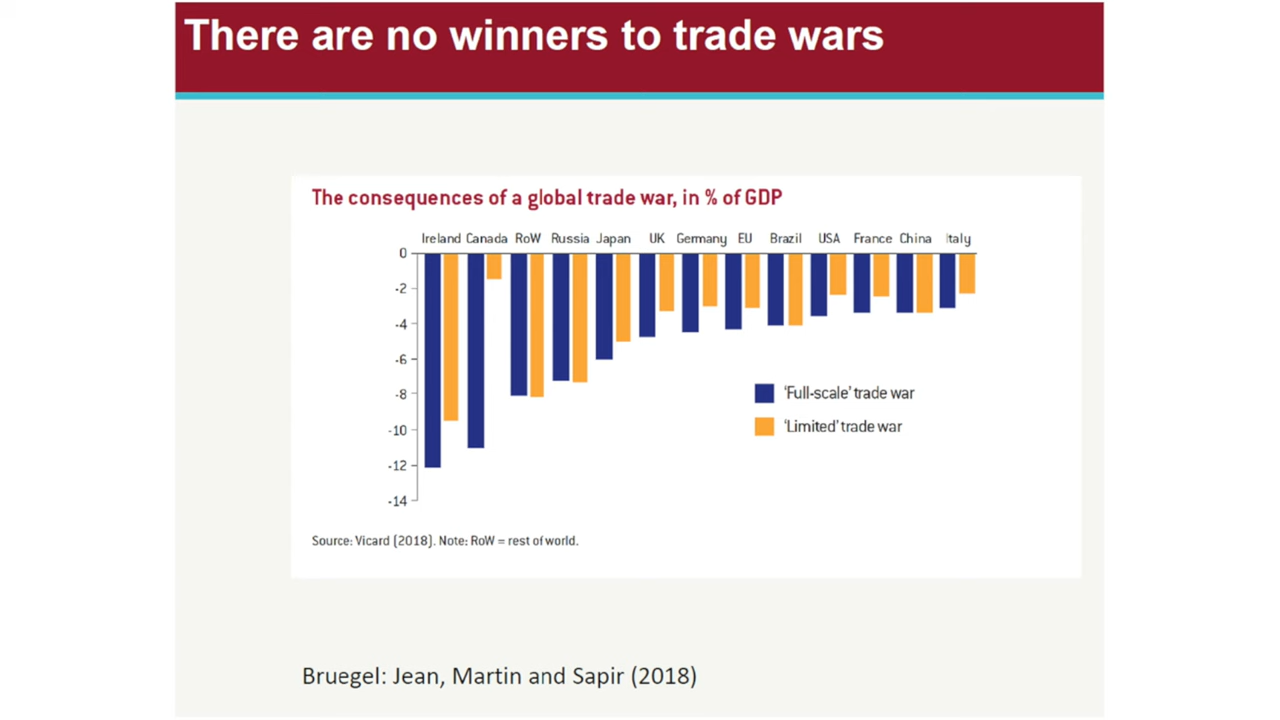 There are no winners to trade wars
The consequences of a global trade war, in % of GDP
Ireland Canada RoW Russia Japan UK Germany EU Brazil USA France China Italy
0
-2
-4
-6
-8
-10
-12
-14
‘Full-scale’ trade war
‘Limited’ trade war
Source: Vicard (2018). Note: RoW = rest of world.
Bruegel: Jean, Martin and Sapir (2018)